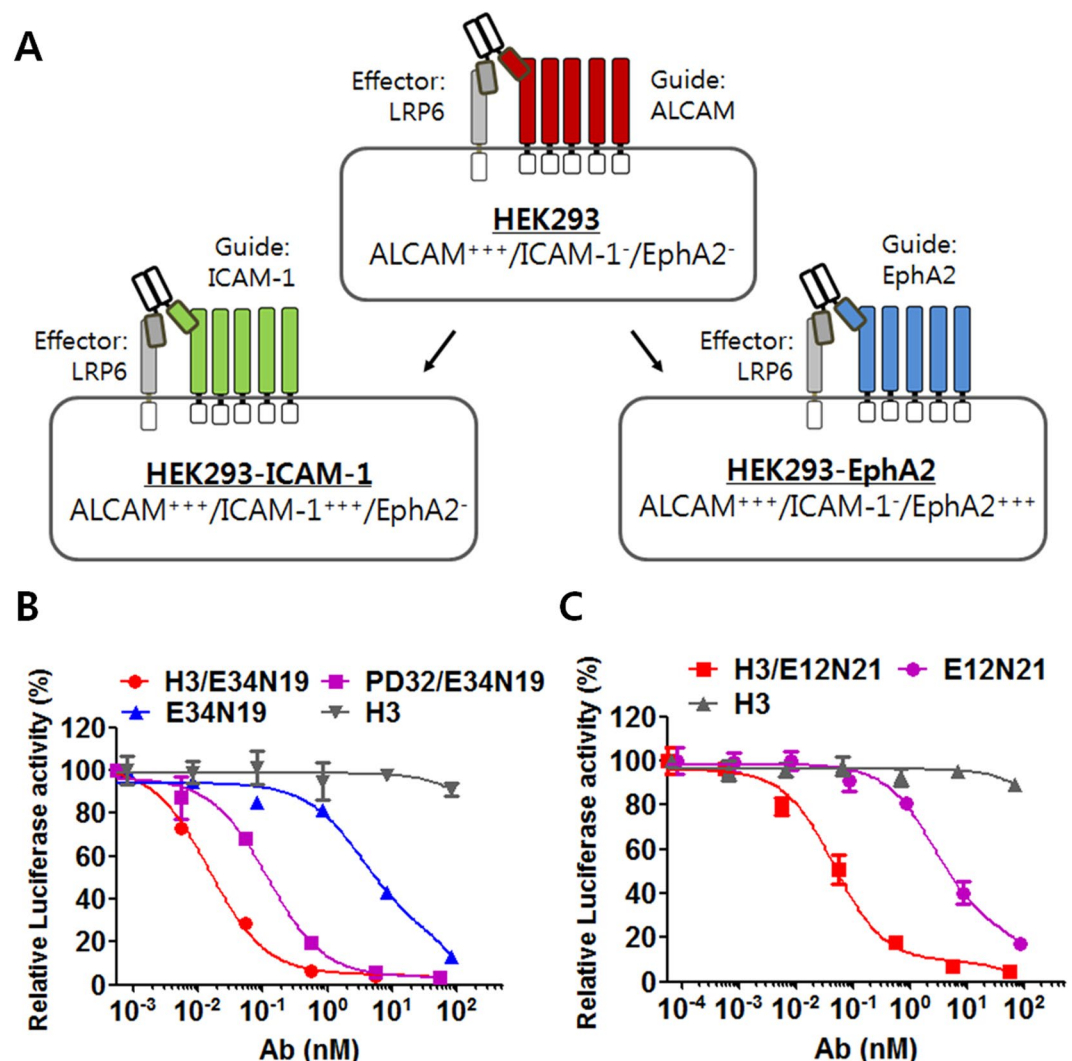 A
Effector:
LRP6
Guide:
ALCAM
HEK293
ALCAM⁺⁺⁺/ICAM-1⁻/EphA2⁻
Guide:
ICAM-1
Effector:
LRP6
HEK293-ICAM-1
ALCAM⁺⁺⁺/ICAM-1⁺⁺⁺/EphA2⁻
Guide:
EphA2
Effector:
LRP6
HEK293-EphA2
ALCAM⁺⁺⁺/ICAM-1⁻/EphA2⁺⁺⁺
B
H3/E34N19 PD32/E34N19
E34N19 H3
Relative Luciferase activity (%)
120
100
80
60
40
20
0
10⁻³ 10⁻² 10⁻¹ 10⁰ 10¹ 10²
Ab (nM)
C
H3/E12N21 E12N21
H3
Relative Luciferase activity (%)
120
100
80
60
40
20
0
10⁻⁴ 10⁻³ 10⁻² 10⁻¹ 10⁰ 10¹ 10²
Ab (nM)